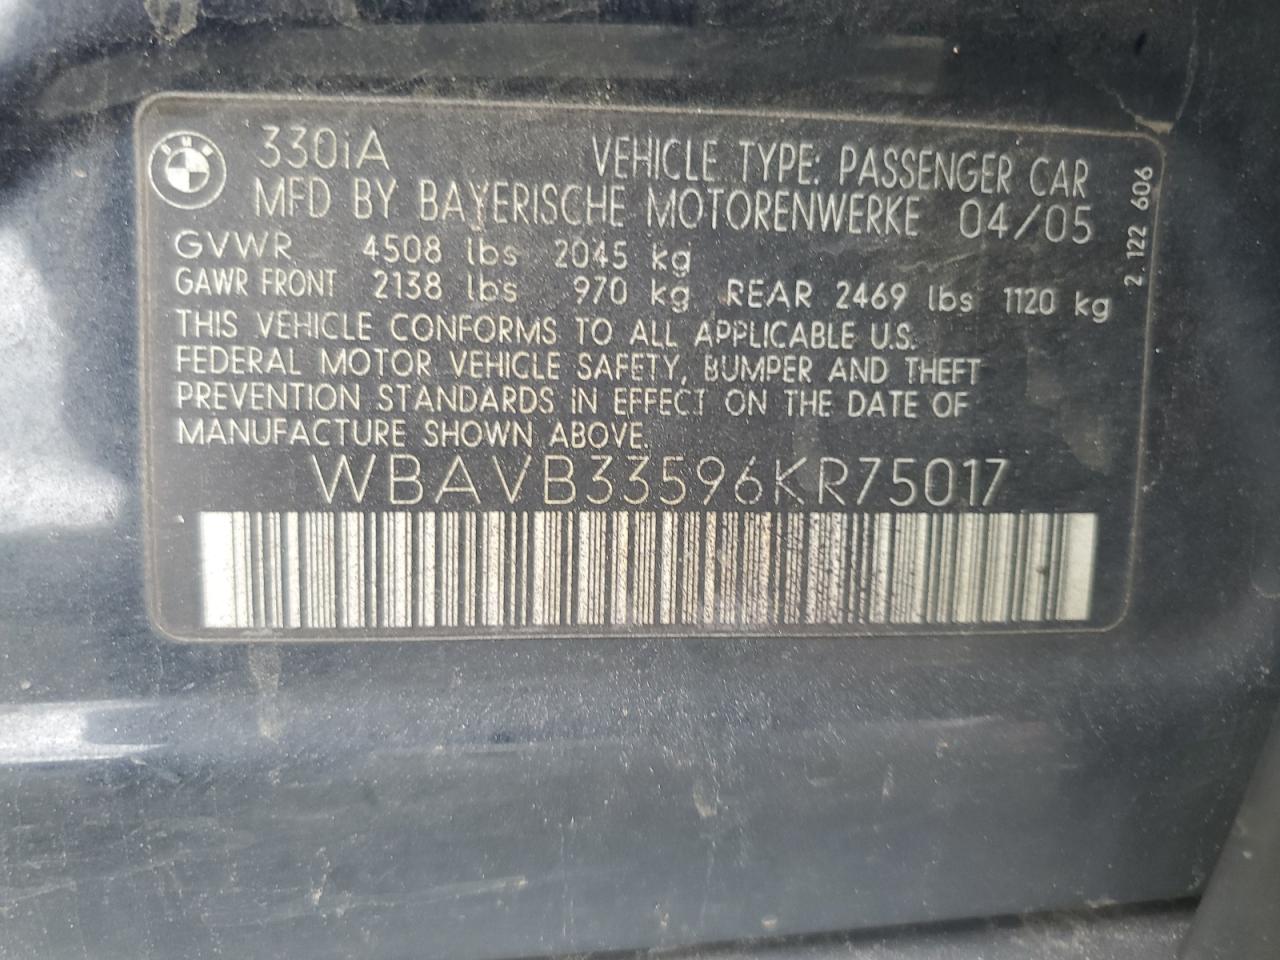 BMW
330iA VEHICLE TYPE: PASSENGER CAR
MFD BY BAYERISCHE MOTORENWERKE 04/05
GVWR 4508 lbs 2045 kg
GAWR FRONT 2138 lbs 970 kg REAR 2469 lbs 1120 kg
THIS VEHICLE CONFORMS TO ALL APPLICABLE U.S.
FEDERAL MOTOR VEHICLE SAFETY, BUMPER AND THEFT
PREVENTION STANDARDS IN EFFECT ON THE DATE OF
MANUFACTURE SHOWN ABOVE.
WBAVB33596KR75017
2.122 606